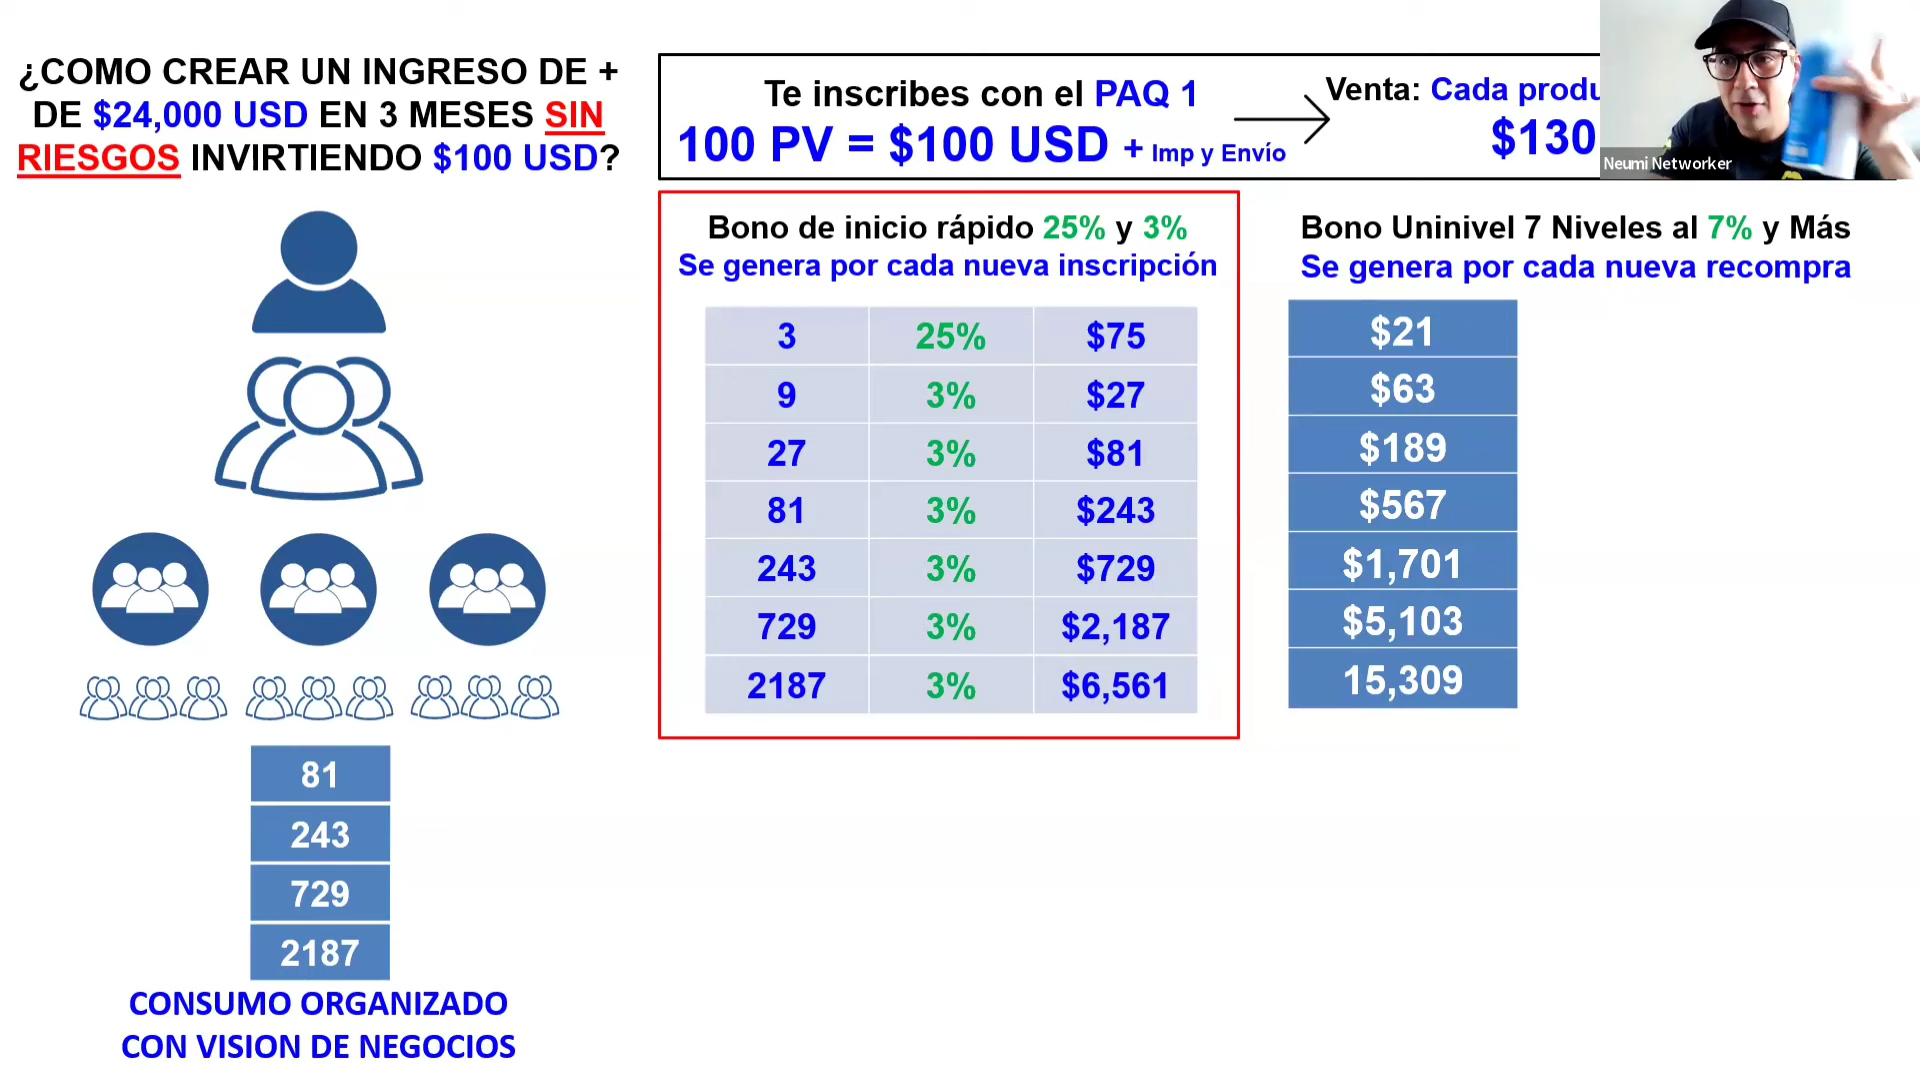 ¿COMO CREAR UN INGRESO DE +
DE $24,000 USD EN 3 MESES SIN
RIESGOS INVIRTIENDO $100 USD?
Te inscribes con el PAQ 1
100 PV = $100 USD + Imp y Envío
Venta: Cada produ
$130
Neumi Networker
Bono de inicio rápido 25% y 3%
Se genera por cada nueva inscripción
3 25% $75
9 3% $27
27 3% $81
81 3% $243
243 3% $729
729 3% $2,187
2187 3% $6,561
Bono Uninivel 7 Niveles al 7% y Más
Se genera por cada nueva recompra
$21
$63
$189
$567
$1,701
$5,103
15,309
81
243
729
2187
CONSUMO ORGANIZADO
CON VISION DE NEGOCIOS